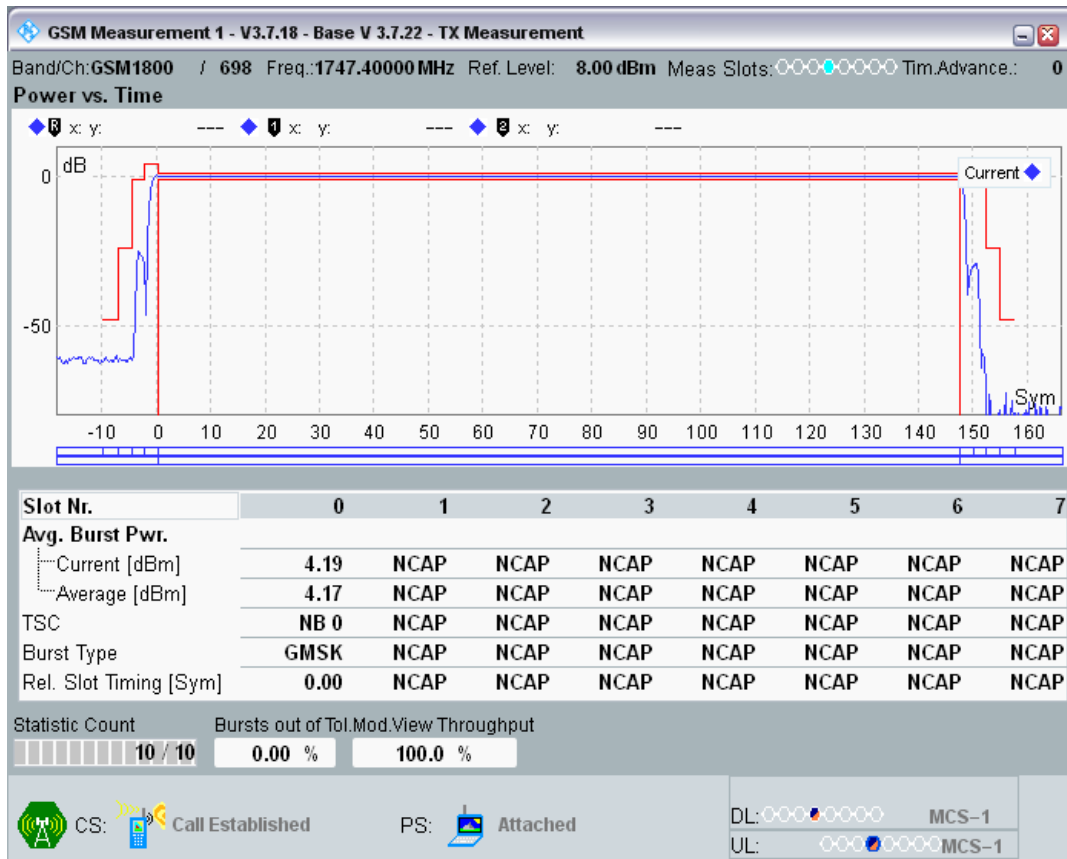 GSM Measurement 1 - V3.7.18 - Base V 3.7.22 - TX Measurement
Band/Ch:GSM1800 / 698 Freq.:1747.40000 MHz Ref. Level: 8.00 dBm Meas Slots: Tim.Advance.: 0
Power vs. Time
R x: y: --- 1 x: y: --- 2 x: y: ---
dB
0
Current
-50
Sym
-10 0 10 20 30 40 50 60 70 80 90 100 110 120 130 140 150 160
Slot Nr. 0 1 2 3 4 5 6 7
Avg. Burst Pwr.
Current [dBm] 4.19 NCAP NCAP NCAP NCAP NCAP NCAP NCAP
Average [dBm] 4.17 NCAP NCAP NCAP NCAP NCAP NCAP NCAP
TSC NB 0 NCAP NCAP NCAP NCAP NCAP NCAP NCAP
Burst Type GMSK NCAP NCAP NCAP NCAP NCAP NCAP NCAP
Rel. Slot Timing [Sym] 0.00 NCAP NCAP NCAP NCAP NCAP NCAP NCAP
Statistic Count Bursts out of Tol. Mod.View Throughput
10 / 10 0.00 % 100.0 %
CS: Call Established PS: Attached
DL: MCS-1
UL: MCS-1